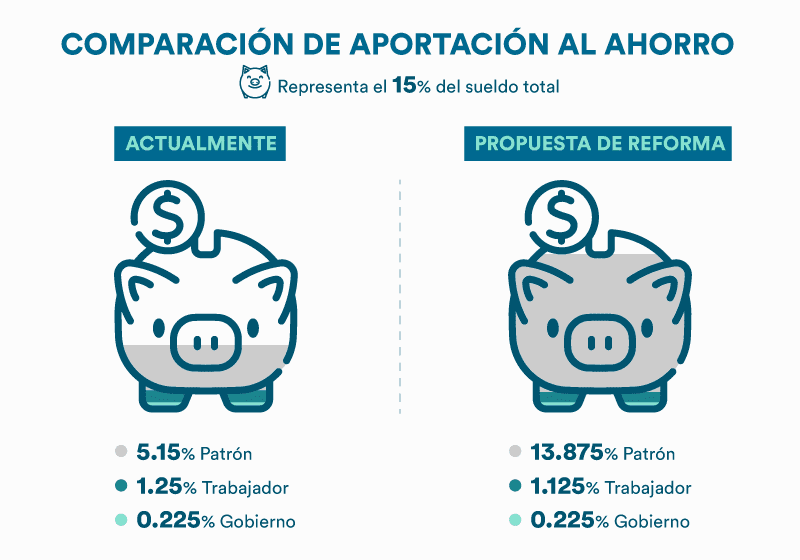 COMPARACIÓN DE APORTACIÓN AL AHORRO
Representa el 15% del sueldo total
ACTUALMENTE
$
5.15% Patrón
1.25% Trabajador
0.225% Gobierno
PROPUESTA DE REFORMA
$
13.875% Patrón
1.125% Trabajador
0.225% Gobierno